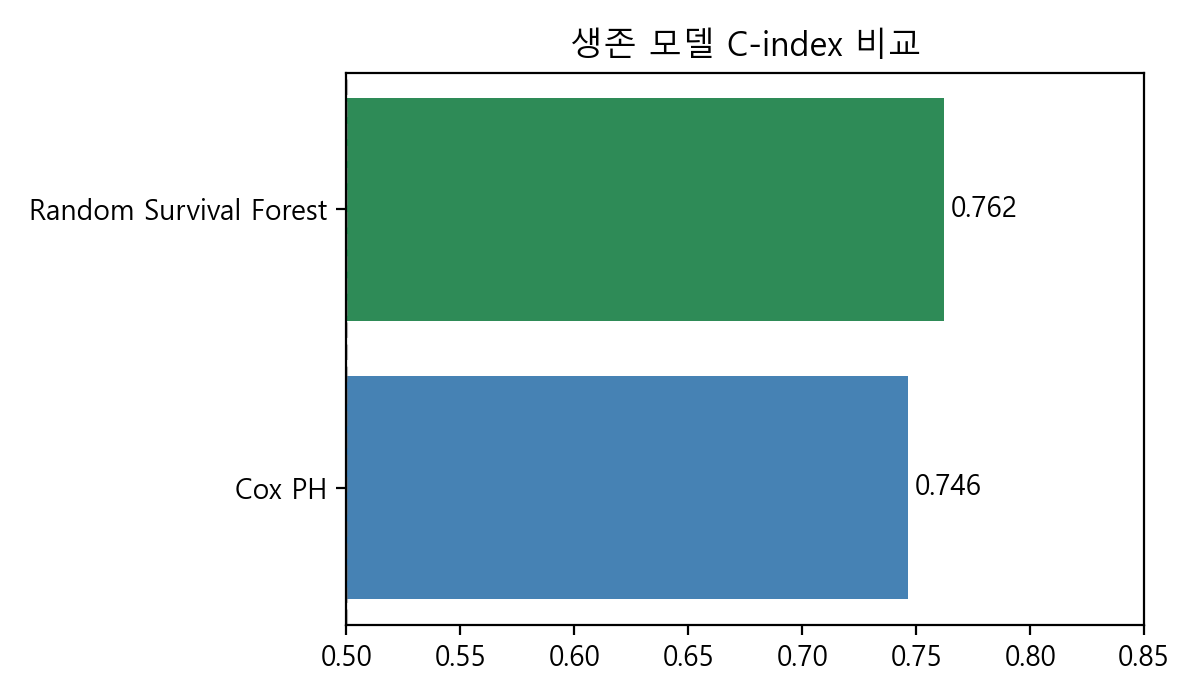 생존 모델 C-index 비교
Random Survival Forest
0.762
Cox PH
0.746
0.50 0.55 0.60 0.65 0.70 0.75 0.80 0.85